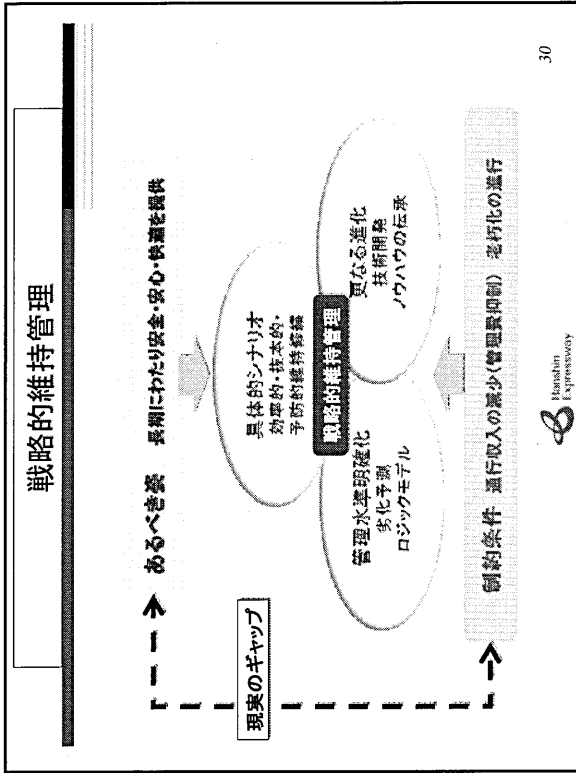 戦略的維持管理
あるべき姿 長期にわたり安全・安心・快適を提供
現実のギャップ
具体的シナリオ
効率的・抜本的・
予防的維持修繕
戦略的維持管理
管理水準明確化
劣化予測
ロジックモデル
更なる進化
技術開発
ノウハウの伝承
制約条件 通行収入の減少(管理費抑制) 老朽化の進行
Hanshin
Expressway
30